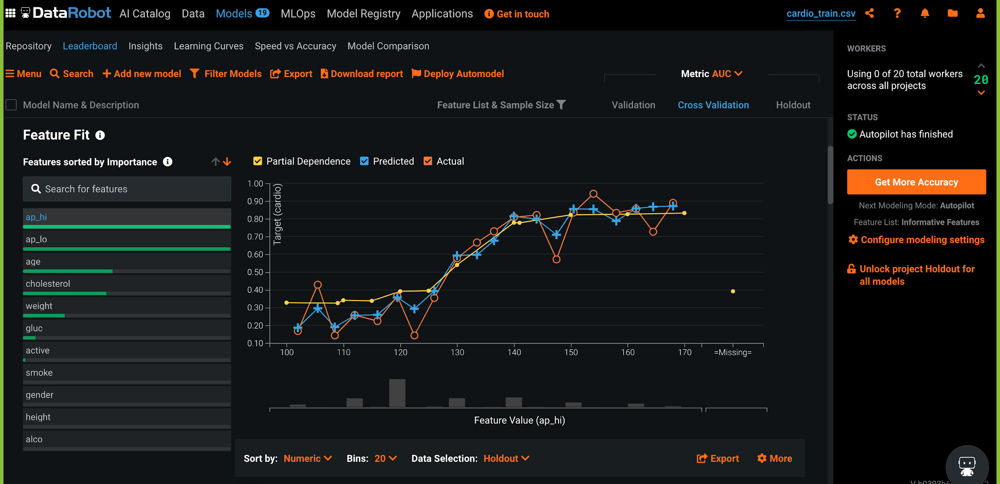 DataRobot AI Catalog Data Models 19 MLOps Model Registry Applications Get in touch cardio_train.csv
Repository Leaderboard Insights Learning Curves Speed vs Accuracy Model Comparison
Menu Search Add new model Filter Models Export Download report Deploy Automodel Metric AUC
Model Name & Description Feature List & Sample Size Validation Cross Validation Holdout
Feature Fit
Features sorted by Importance
Search for features
ap_hi
ap_lo
age
cholesterol
weight
gluc
active
smoke
gender
height
alco
Partial Dependence Predicted Actual
Target (cardio)
1.00
0.90
0.80
0.70
0.60
0.50
0.40
0.30
0.20
0.10
100 110 120 130 140 150 160 170 =Missing=
Feature Value (ap_hi)
Sort by: Numeric Bins: 20 Data Selection: Holdout Export More
WORKERS
Using 0 of 20 total workers
across all projects
20
STATUS
Autopilot has finished
ACTIONS
Get More Accuracy
Next Modeling Mode: Autopilot
Feature List: Informative Features
Configure modeling settings
Unlock project Holdout for
all models